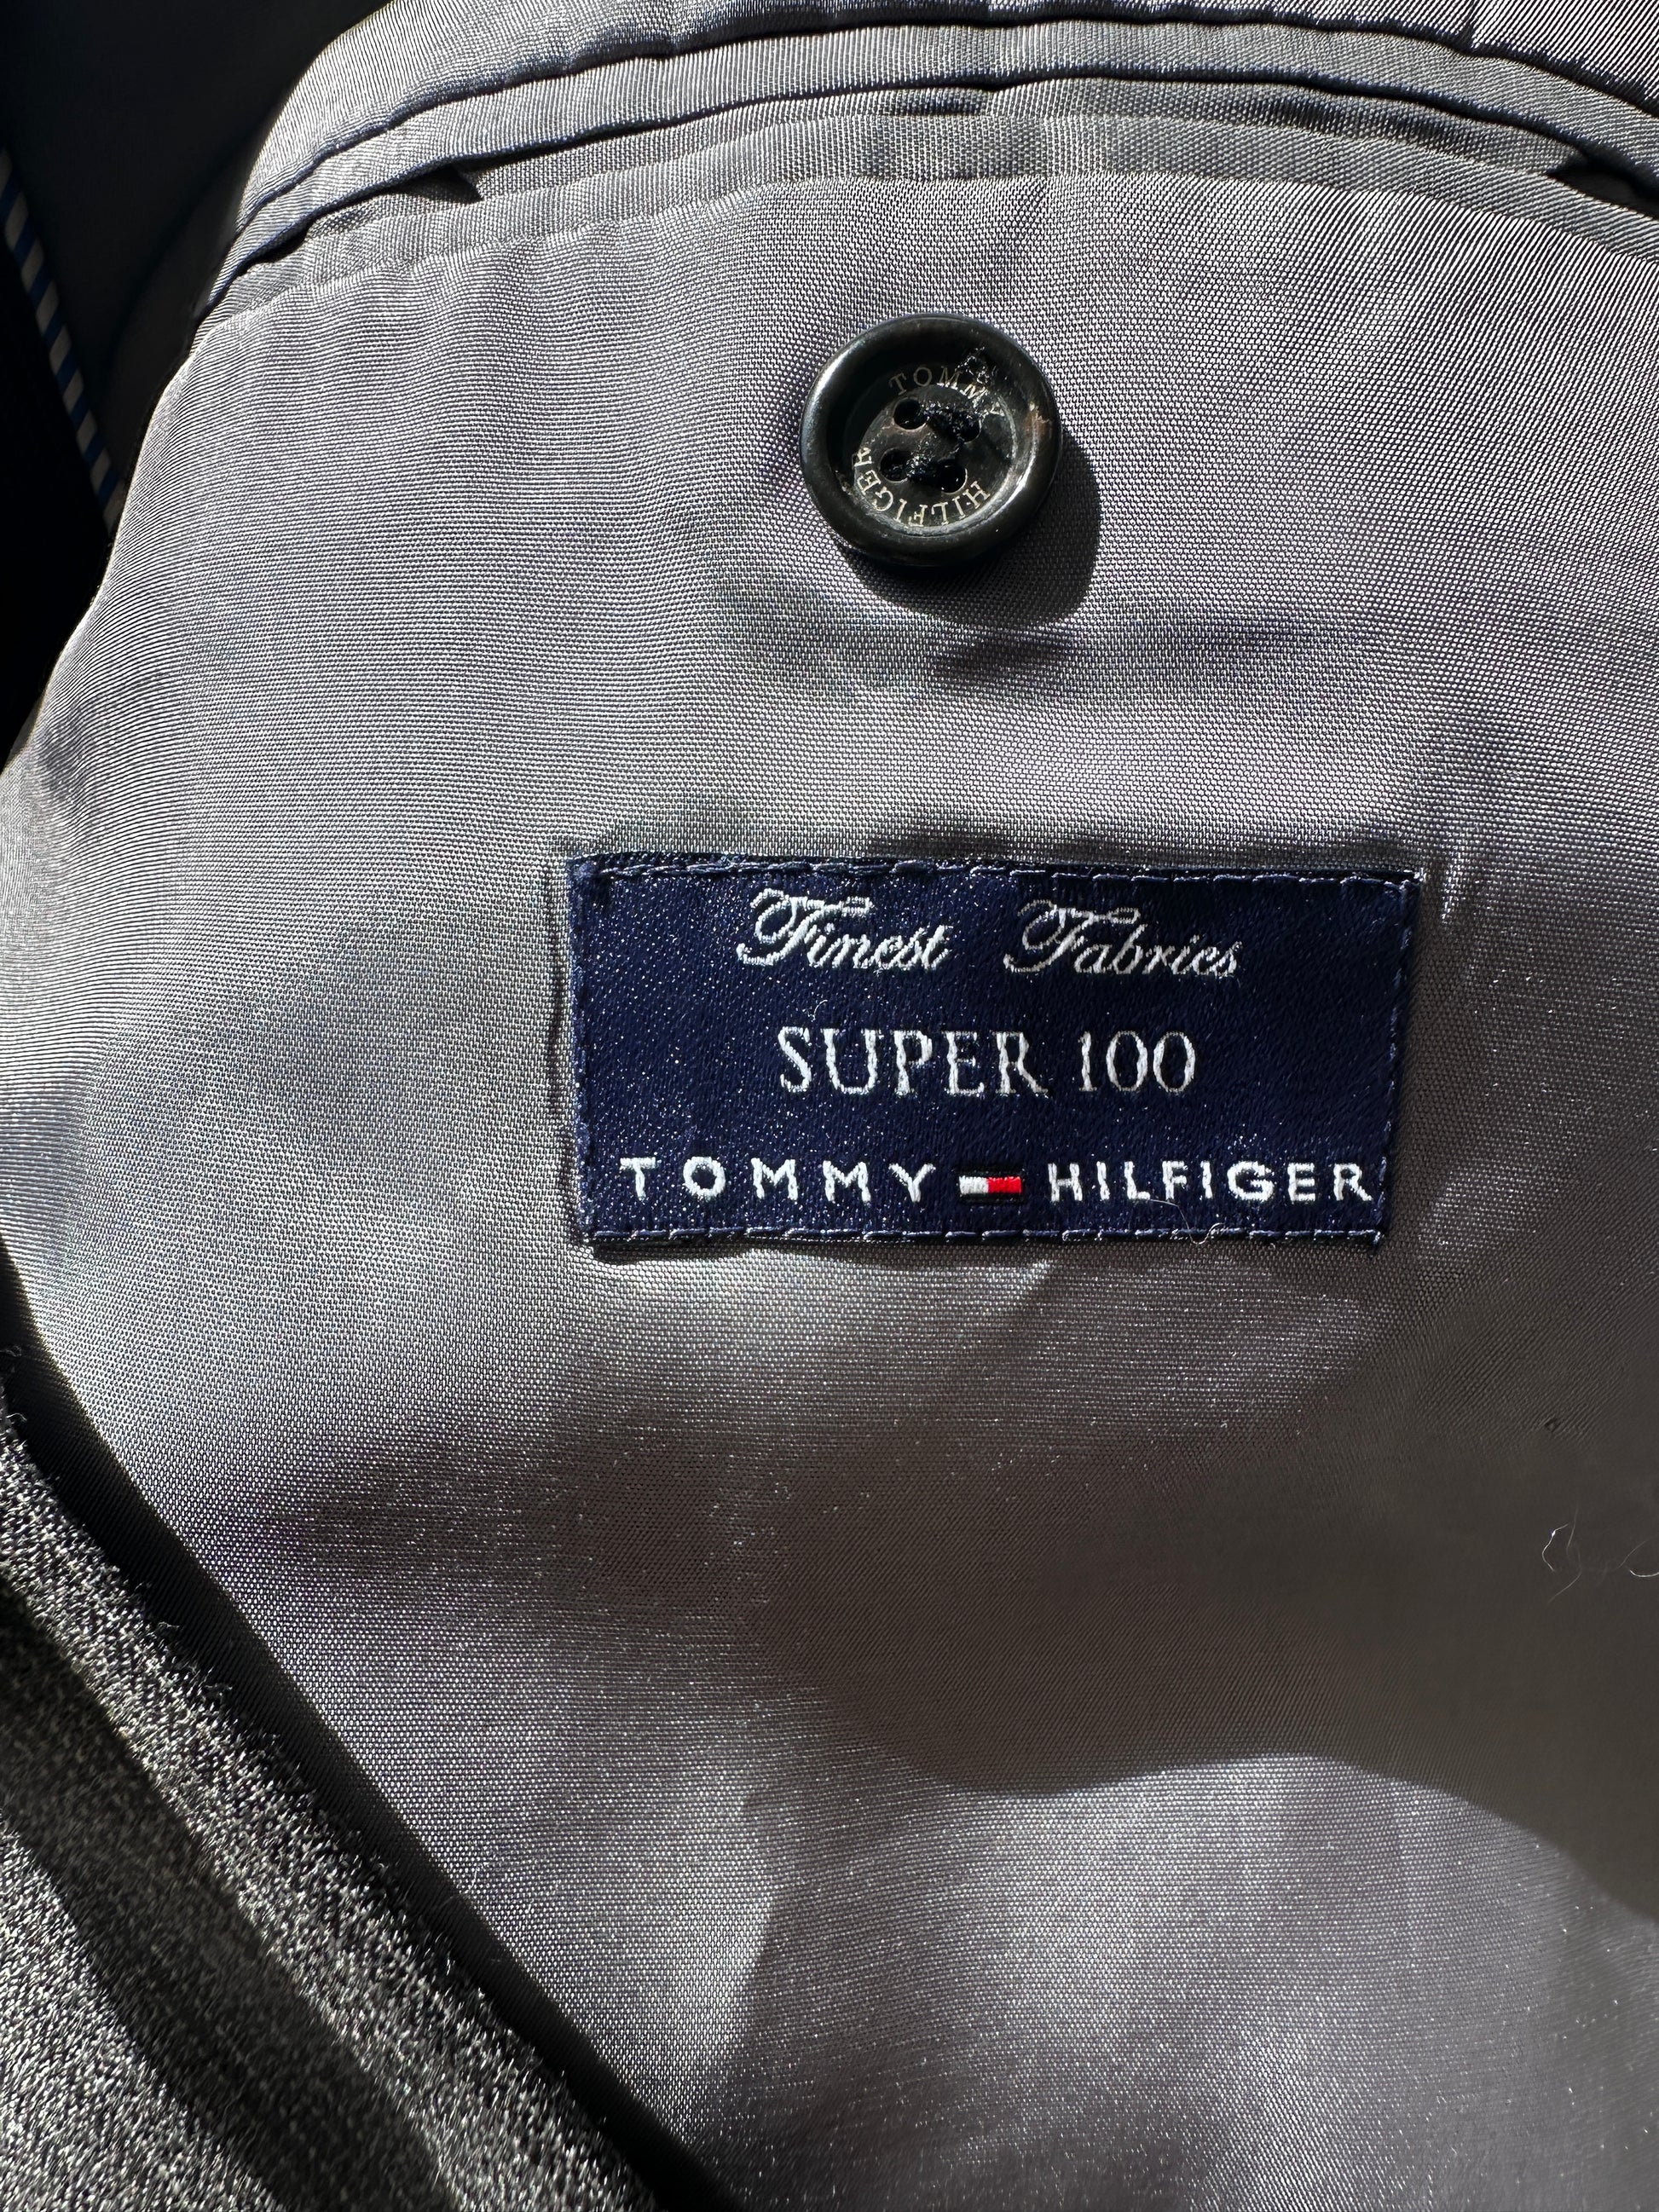 TOMMY
HILFIGER
Finest Fabrics
SUPER 100
TOMMY HILFIGER